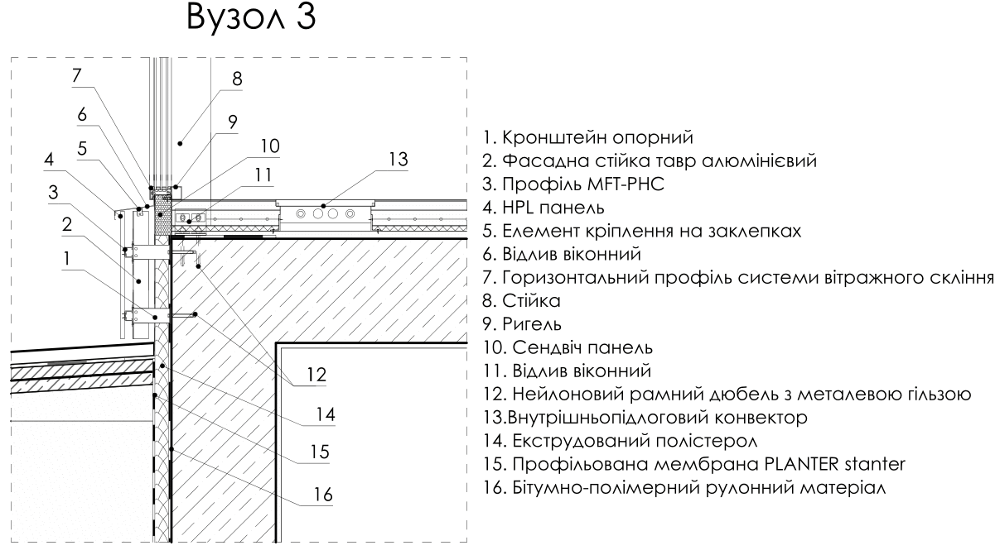 Вузол 3
7
8
6
9
5
10
4
13
11
3
2
1
12
14
15
16
1. Кронштейн опорний
2. Фасадна стійка тавр алюмінієвий
3. Профіль MFT-PHC
4. HPL панель
5. Елемент кріплення на заклепках
6. Відлив віконний
7. Горизонтальний профіль системи вітражного скління
8. Стійка
9. Ригель
10. Сендвіч панель
11. Відлив віконний
12. Нейлоновий рамний дюбель з металевою гільзою
13.Внутрішньопідлоговий конвектор
14. Екструдований полістерол
15. Профільована мембрана PLANTER stanter
16. Бітумно-полімерний рулонний матеріал